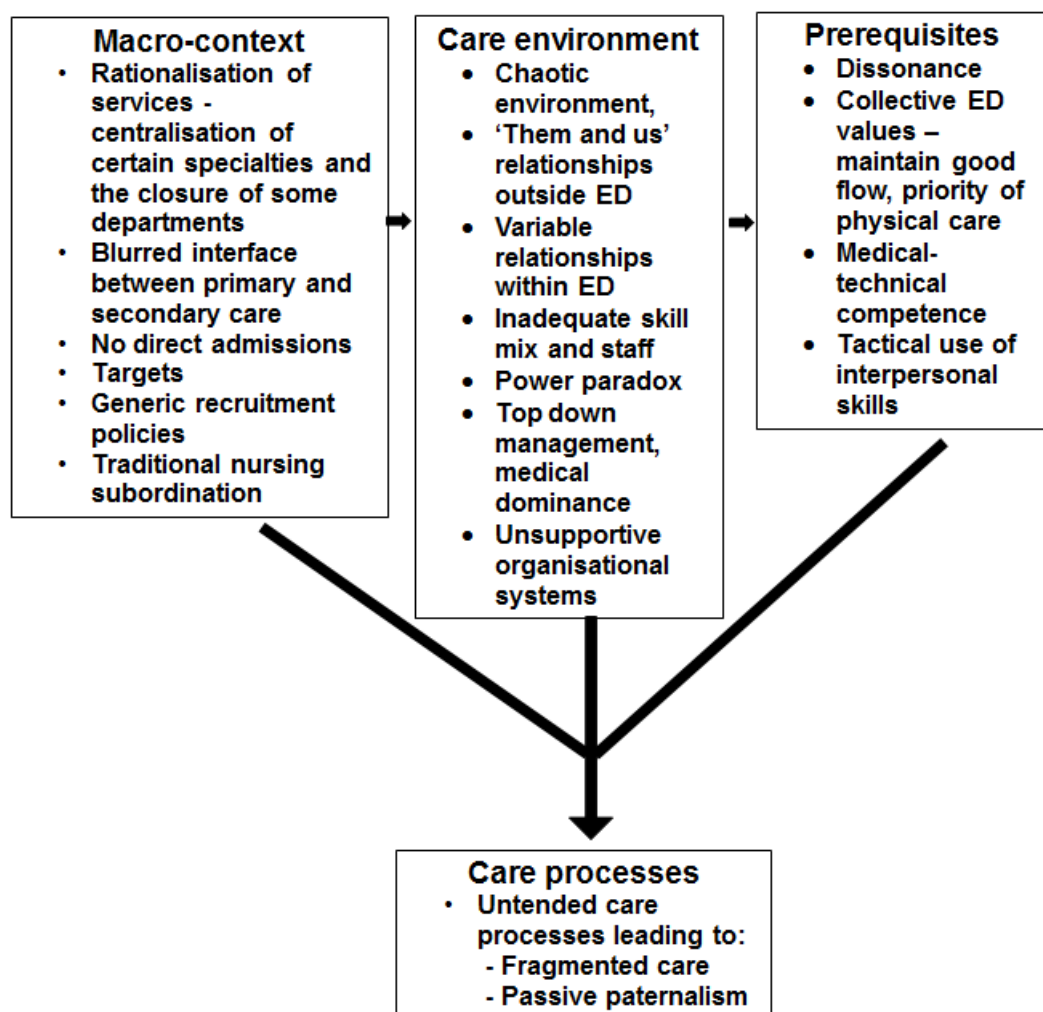 Macro-context
• Rationalisation of
services -
centralisation of
certain specialties and
the closure of some
departments
• Blurred interface
between primary and
secondary care
• No direct admissions
• Targets
• Generic recruitment
policies
• Traditional nursing
subordination
Care environment
• Chaotic
environment,
• ‘Them and us’
relationships
outside ED
• Variable
relationships
within ED
• Inadequate skill
mix and staff
• Power paradox
• Top down
management,
medical
dominance
• Unsupportive
organisational
systems
Prerequisites
• Dissonance
• Collective ED
values –
maintain good
flow, priority of
physical care
• Medical-
technical
competence
• Tactical use of
interpersonal
skills
Care processes
• Untended care
processes leading to:
- Fragmented care
- Passive paternalism